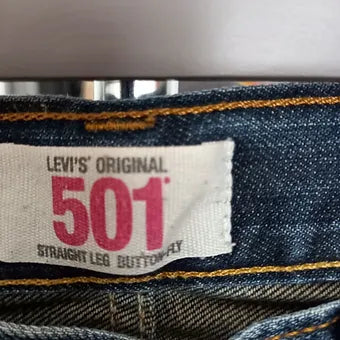 LEVI'S' ORIGINAL
501
STRAIGHT LEG BUTTON-FLY